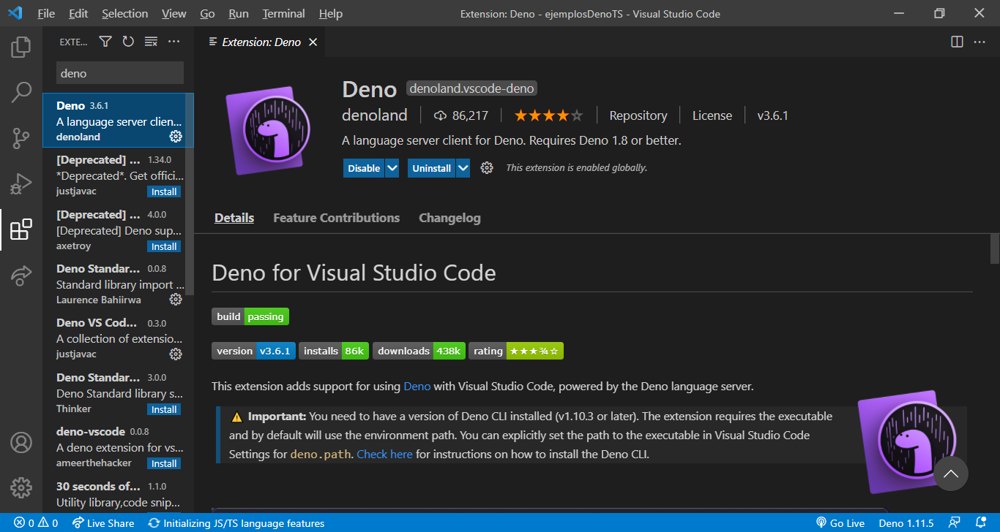 File Edit Selection View Go Run Terminal Help
Extension: Deno - ejemplosDenoTS - Visual Studio Code
EXTE...
deno
Deno 3.6.1
A language server clien...
denoland
[Deprecated] ... 1.34.0
*Deprecated*. Get offici...
justjavac Install
[Deprecated] ... 4.0.0
[Deprecated] Deno sup...
axetroy Install
Deno Standar... 0.0.8
Standard library import ...
Laurence Bahiirwa
Deno VS Cod... 0.3.0
A collection of extensio...
justjavac
Deno Standar... 3.0.0
Deno Standard library s...
Thinker Install
deno-vscode 0.0.8
A deno extension for vs...
ameerthehacker Install
30 seconds of... 1.1.0
Utility library,code snip...
Extension: Deno
Deno denoland.vscode-deno
denoland 86,217 Repository License v3.6.1
A language server client for Deno. Requires Deno 1.8 or better.
Disable Uninstall This extension is enabled globally.
Details Feature Contributions Changelog
Deno for Visual Studio Code
build passing
version v3.6.1 installs 86k downloads 438k rating ★★★¾☆
This extension adds support for using Deno with Visual Studio Code, powered by the Deno language server.
⚠ Important: You need to have a version of Deno CLI installed (v1.10.3 or later). The extension requires the executable
and by default will use the environment path. You can explicitly set the path to the executable in Visual Studio Code
Settings for deno.path. Check here for instructions on how to install the Deno CLI.
0 0 Live Share Initializing JS/TS language features Go Live Deno 1.11.5